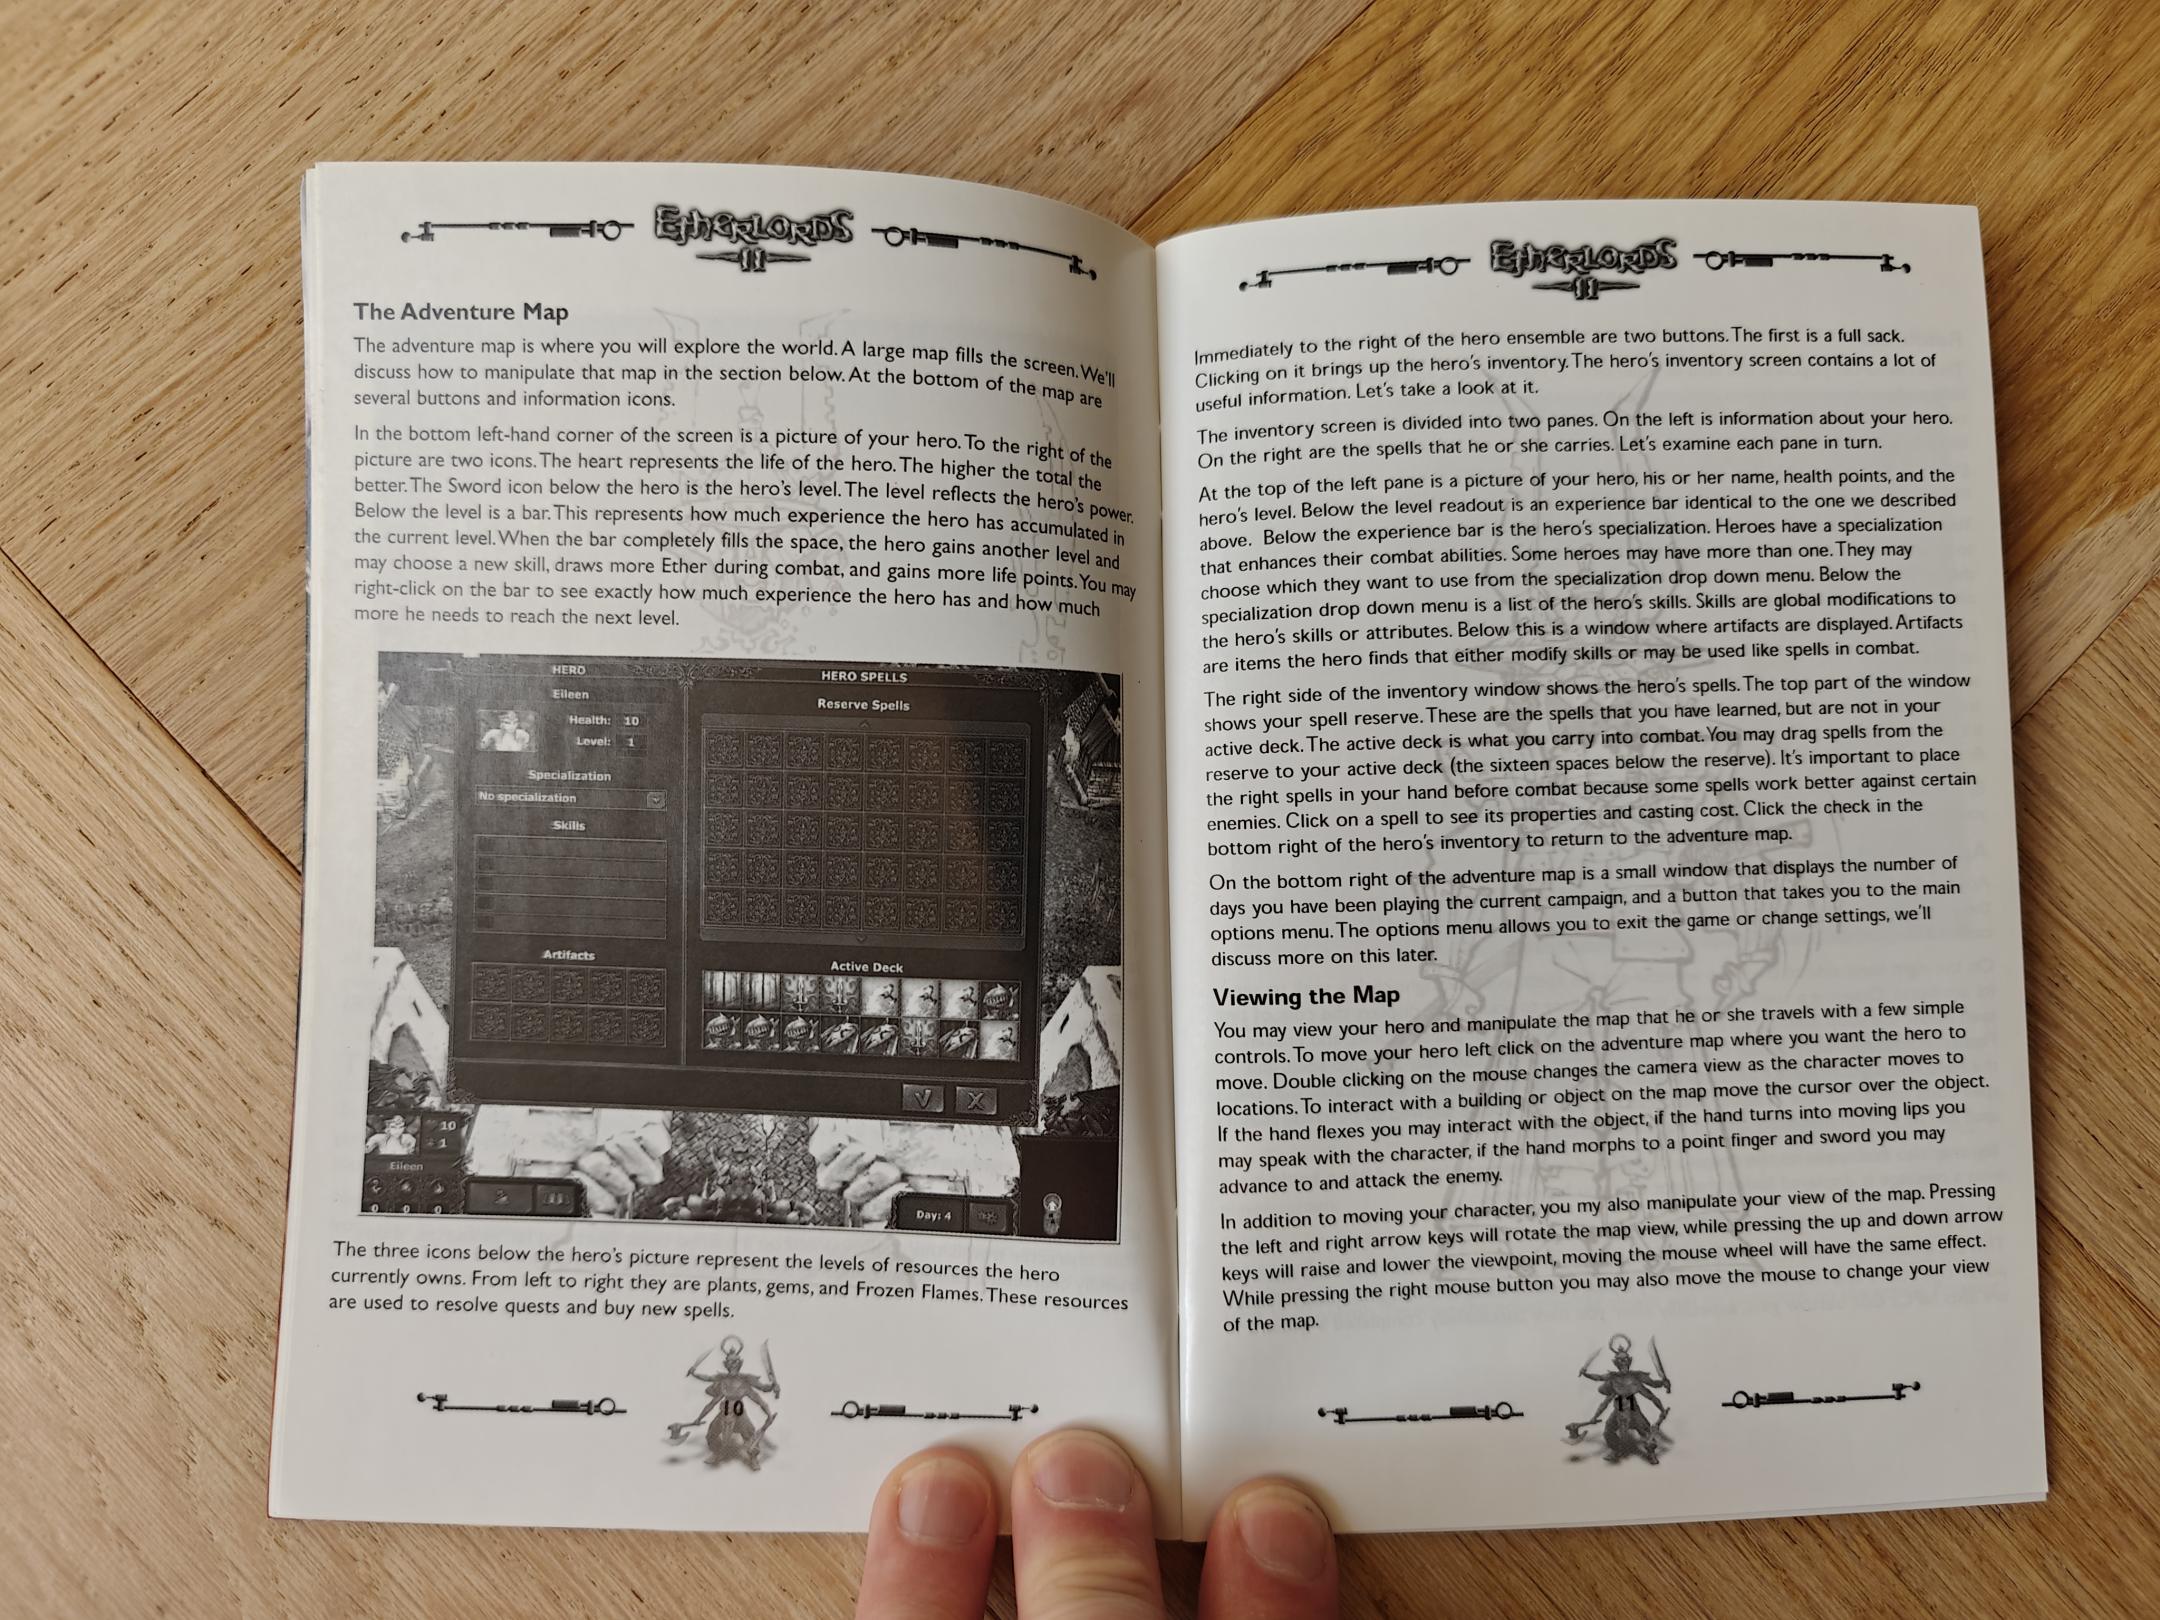 ETHERLORDS
II
The Adventure Map
The adventure map is where you will explore the world. A large map fills the screen. We'll
discuss how to manipulate that map in the section below. At the bottom of the map are
several buttons and information icons.
In the bottom left-hand corner of the screen is a picture of your hero. To the right of the
picture are two icons. The heart represents the life of the hero. The higher the total the
better. The Sword icon below the hero is the hero's level. The level reflects the hero's power.
Below the level is a bar. This represents how much experience the hero has accumulated in
the current level. When the bar completely fills the space, the hero gains another level and
may choose a new skill, draws more Ether during combat, and gains more life points. You may
right-click on the bar to see exactly how much experience the hero has and how much
more he needs to reach the next level.
HERO
Eileen
Health: 10
Level: 1
Specialization
No specialization
Skills
Artifacts
HERO SPELLS
Reserve Spells
Active Deck
10
1
Eileen
0 0 0
Day: 4
The three icons below the hero's picture represent the levels of resources the hero
currently owns. From left to right they are plants, gems, and Frozen Flames. These resources
are used to resolve quests and buy new spells.
10
ETHERLORDS
II
Immediately to the right of the hero ensemble are two buttons. The first is a full sack.
Clicking on it brings up the hero's inventory. The hero's inventory screen contains a lot of
useful information. Let's take a look at it.
The inventory screen is divided into two panes. On the left is information about your hero.
On the right are the spells that he or she carries. Let's examine each pane in turn.
At the top of the left pane is a picture of your hero, his or her name, health points, and the
hero's level. Below the level readout is an experience bar identical to the one we described
above. Below the experience bar is the hero's specialization. Heroes have a specialization
that enhances their combat abilities. Some heroes may have more than one. They may
choose which they want to use from the specialization drop down menu. Below the
specialization drop down menu is a list of the hero's skills. Skills are global modifications to
the hero's skills or attributes. Below this is a window where artifacts are displayed. Artifacts
are items the hero finds that either modify skills or may be used like spells in combat.
The right side of the inventory window shows the hero's spells. The top part of the window
shows your spell reserve. These are the spells that you have learned, but are not in your
active deck. The active deck is what you carry into combat. You may drag spells from the
reserve to your active deck (the sixteen spaces below the reserve). It's important to place
the right spells in your hand before combat because some spells work better against certain
enemies. Click on a spell to see its properties and casting cost. Click the check in the
bottom right of the hero's inventory to return to the adventure map.
On the bottom right of the adventure map is a small window that displays the number of
days you have been playing the current campaign, and a button that takes you to the main
options menu. The options menu allows you to exit the game or change settings, we'll
discuss more on this later.
Viewing the Map
You may view your hero and manipulate the map that he or she travels with a few simple
controls. To move your hero left click on the adventure map where you want the hero to
move. Double clicking on the mouse changes the camera view as the character moves to
locations. To interact with a building or object on the map move the cursor over the object.
If the hand flexes you may interact with the object, if the hand turns into moving lips you
may speak with the character, if the hand morphs to a point finger and sword you may
advance to and attack the enemy.
In addition to moving your character, you my also manipulate your view of the map. Pressing
the left and right arrow keys will rotate the map view, while pressing the up and down arrow
keys will raise and lower the viewpoint, moving the mouse wheel will have the same effect.
While pressing the right mouse button you may also move the mouse to change your view
of the map.
11